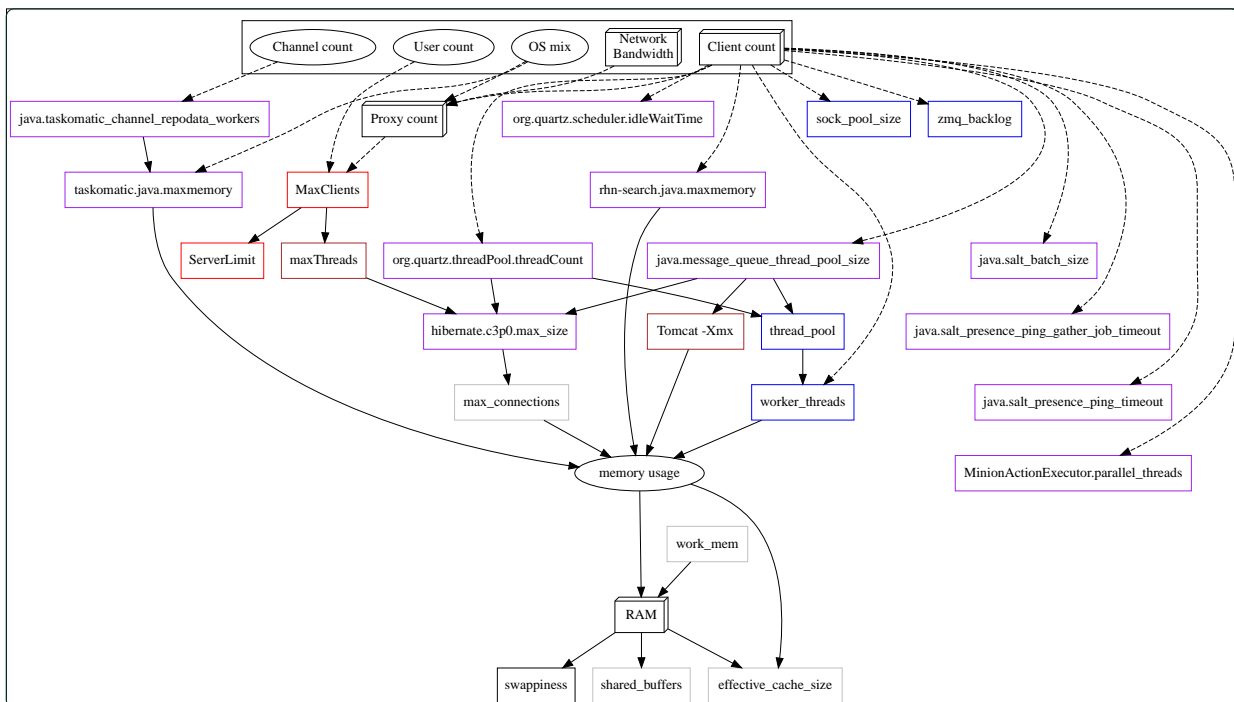 Channel count
User count
OS mix
Network
Bandwidth
Client count
java.taskomatic_channel_repodata_workers
Proxy count
org.quartz.scheduler.idleWaitTime
sock_pool_size
zmq_backlog
taskomatic.java.maxmemory
MaxClients
rhn-search.java.maxmemory
ServerLimit
maxThreads
org.quartz.threadPool.threadCount
java.message_queue_thread_pool_size
java.salt_batch_size
hibernate.c3p0.max_size
Tomcat -Xmx
thread_pool
java.salt_presence_ping_gather_job_timeout
max_connections
worker_threads
java.salt_presence_ping_timeout
memory usage
MinionActionExecutor.parallel_threads
work_mem
RAM
swappiness
shared_buffers
effective_cache_size